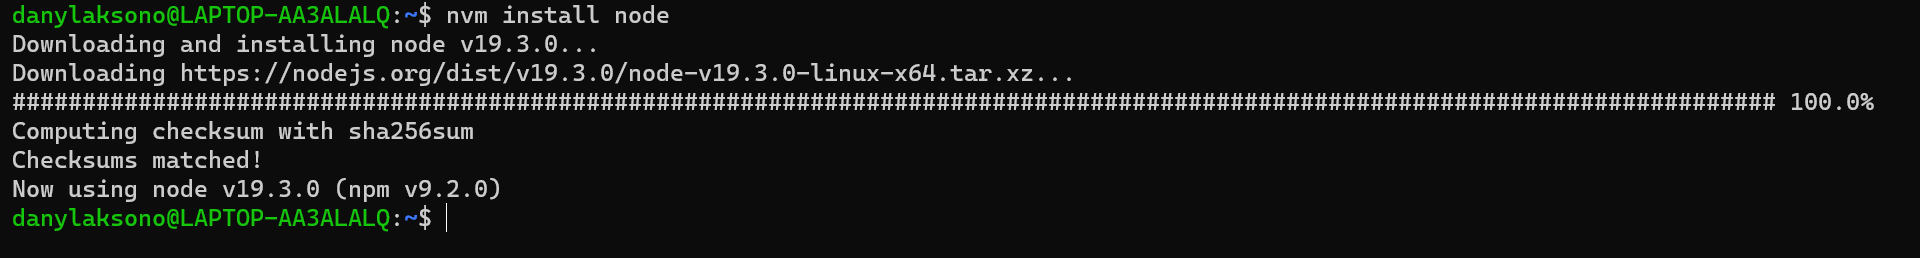 danylaksono@LAPTOP-AA3ALALQ:~$ nvm install node
Downloading and installing node v19.3.0...
Downloading https://nodejs.org/dist/v19.3.0/node-v19.3.0-linux-x64.tar.xz...
############################################################################################################################## 100.0%
Computing checksum with sha256sum
Checksums matched!
Now using node v19.3.0 (npm v9.2.0)
danylaksono@LAPTOP-AA3ALALQ:~$